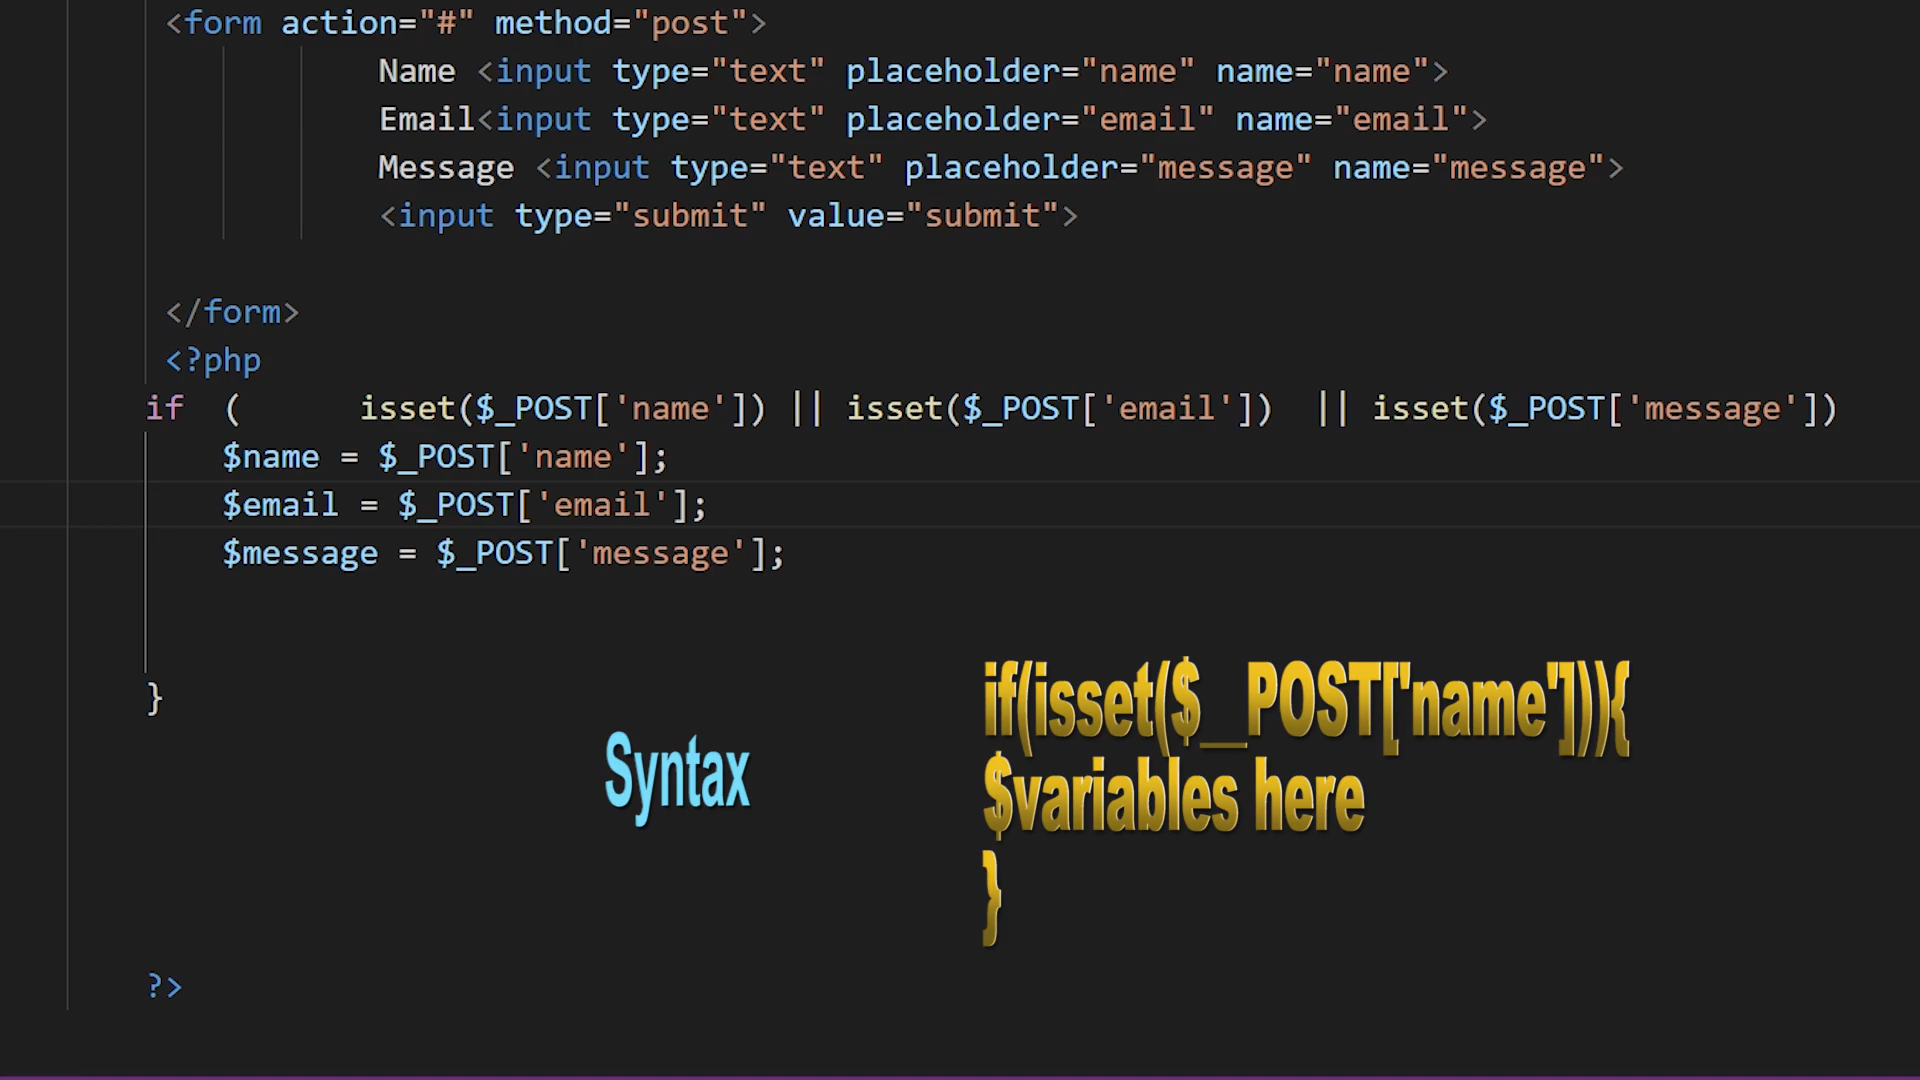 <form action="#" method="post">
Name <input type="text" placeholder="name" name="name">
Email<input type="text" placeholder="email" name="email">
Message <input type="text" placeholder="message" name="message">
<input type="submit" value="submit">
</form>
<?php
if ( isset($_POST['name']) || isset($_POST['email']) || isset($_POST['message'])
$name = $_POST['name'];
$email = $_POST['email'];
$message = $_POST['message'];
}
Syntax
if(isset($__POST['name'])){
$variables here
}
?>